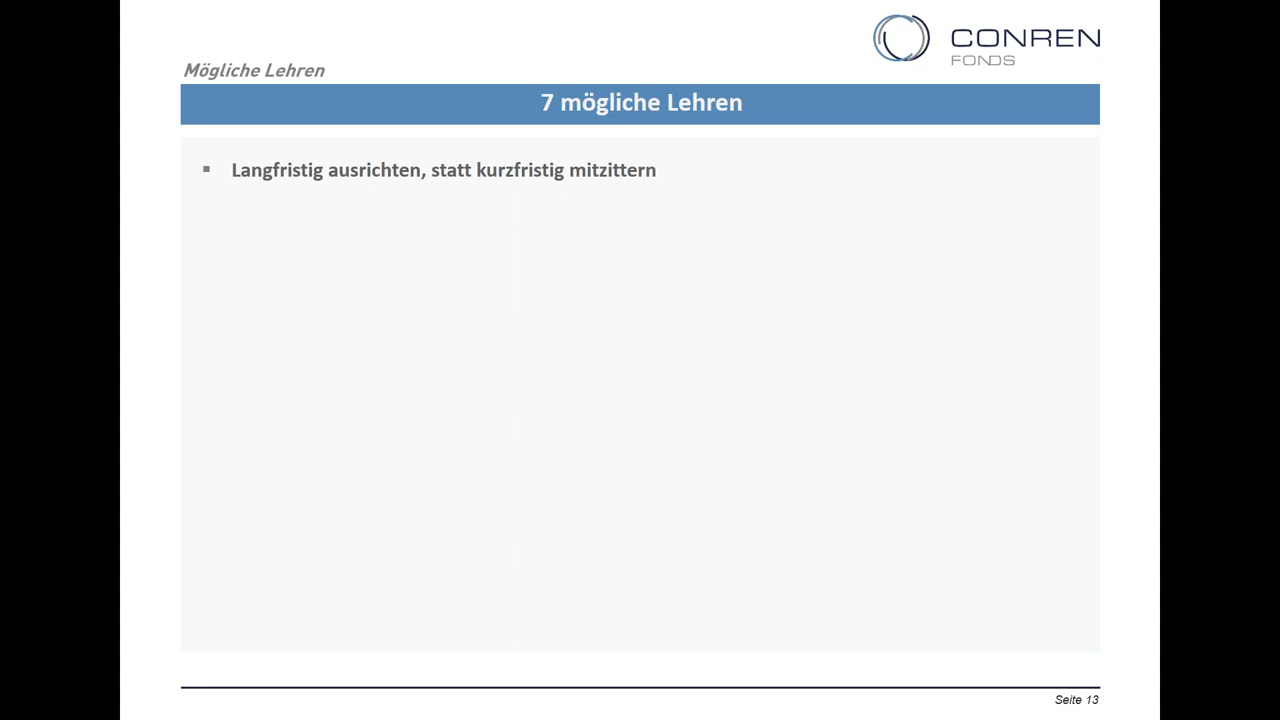 CONREN
FONDS
Mögliche Lehren
7 mögliche Lehren
▪ Langfristig ausrichten, statt kurzfristig mitzittern
Seite 13